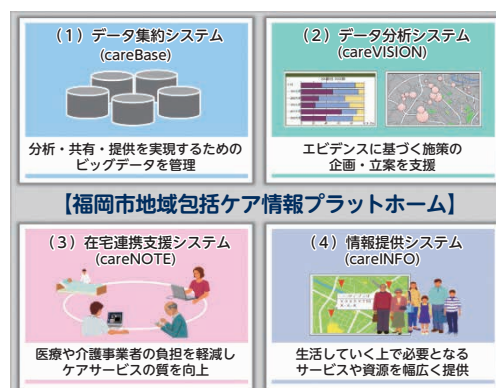 (1) データ集約システム
(careBase)
分析・共有・提供を実現するための
ビッグデータを管理
(2) データ分析システム
(careVISION)
エビデンスに基づく施策の
企画・立案を支援
【福岡市地域包括ケア情報プラットホーム】
(3) 在宅連携支援システム
(careNOTE)
医療や介護事業者の負担を軽減し
ケアサービスの質を向上
(4) 情報提供システム
(careINFO)
生活していく上で必要となる
サービスや資源を幅広く提供